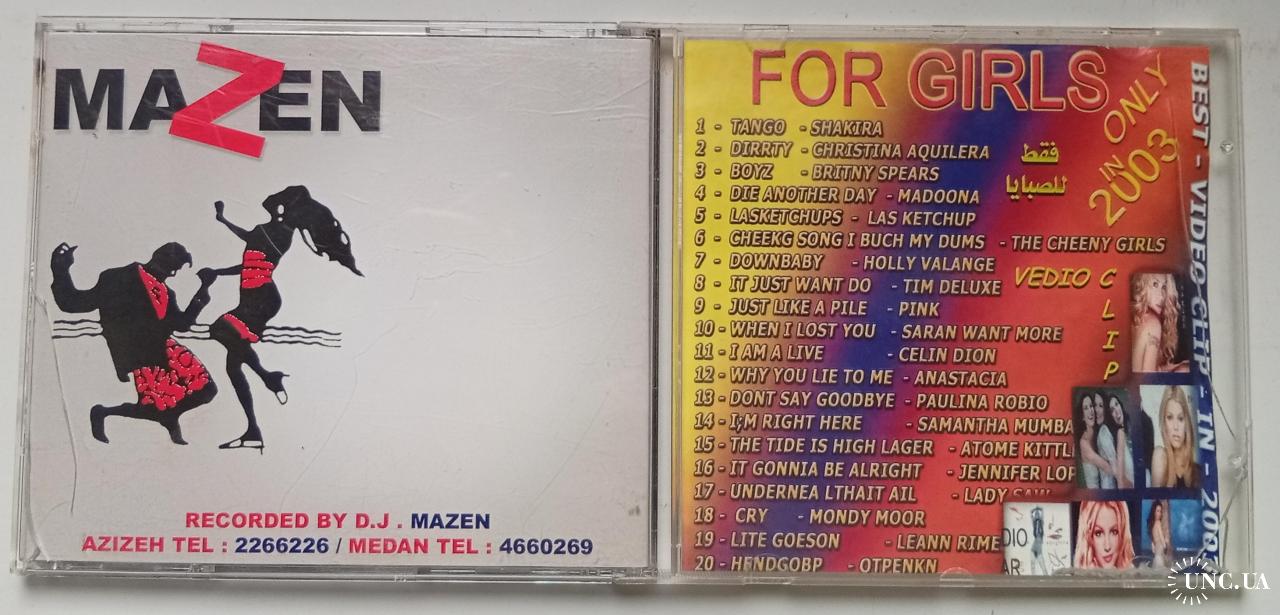 MAZEN
RECORDED BY D.J . MAZEN
AZIZEH TEL : 2266226 / MEDAN TEL : 4660269
FOR GIRLS
ONLY
IN
2003
فقط
للصبايا
1 - TANGO - SHAKIRA
2 - DIRRTY - CHRISTINA AQUILERA
3 - BOYZ - BRITNY SPEARS
4 - DIE ANOTHER DAY - MADOONA
5 - LASKETCHUPS - LAS KETCHUP
6 - CHEEKG SONG I BUCH MY DUMS - THE CHEENY GIRLS
7 - DOWNBABY - HOLLY VALANGE
8 - IT JUST WANT DO - TIM DELUXE
9 - JUST LIKE A PILE - PINK
10 - WHEN I LOST YOU - SARAN WANT MORE
11 - I AM A LIVE - CELIN DION
12 - WHY YOU LIE TO ME - ANASTACIA
13 - DONT SAY GOODBYE - PAULINA ROBIO
14 - I;M RIGHT HERE - SAMANTHA MUMBA
15 - THE TIDE IS HIGH LAGER - ATOME KITTL
16 - IT GONNIA BE ALRIGHT - JENNIFER LOP
17 - UNDERNEA LTHAIT AIL - LADY SAW
18 - CRY - MONDY MOOR
19 - LITE GOESON - LEANN RIME
20 - HENDGOBP - OTPENKN
VEDIO CLIP
BEST - VIDEO CLIP - IN - 2003
DIO
AR
UNC.UA